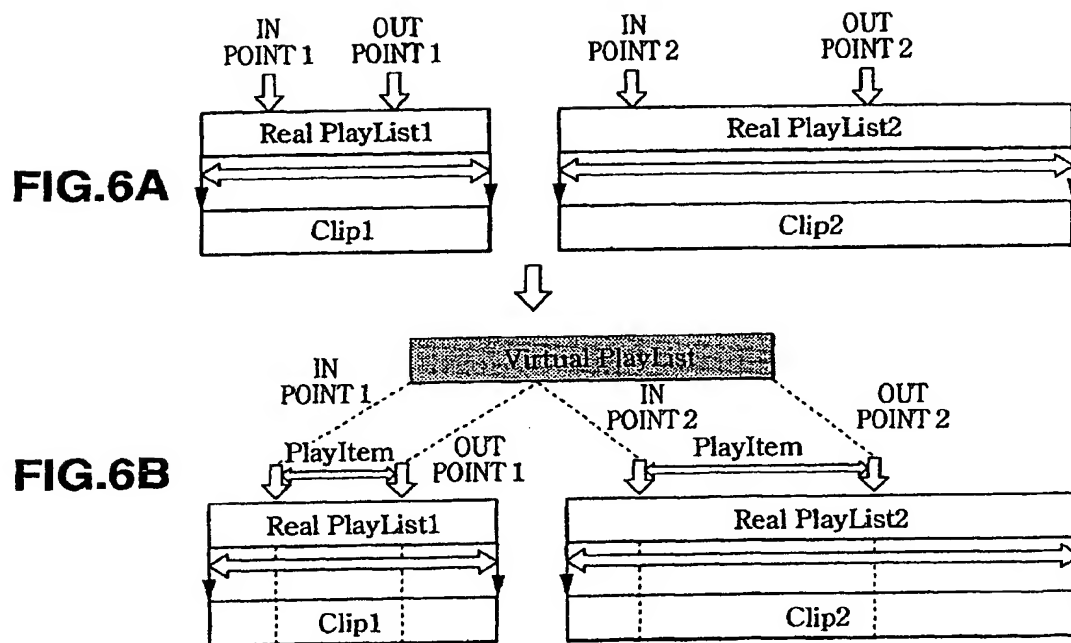 IN
POINT 1
OUT
POINT 1
IN
POINT 2
OUT
POINT 2
Real PlayList1
Real PlayList2
FIG.6A
Clip1
Clip2
Virtual PlayList
IN
POINT 1
IN
POINT 2
OUT
POINT 2
PlayItem
OUT
POINT 1
PlayItem
FIG.6B
Real PlayList1
Real PlayList2
Clip1
Clip2